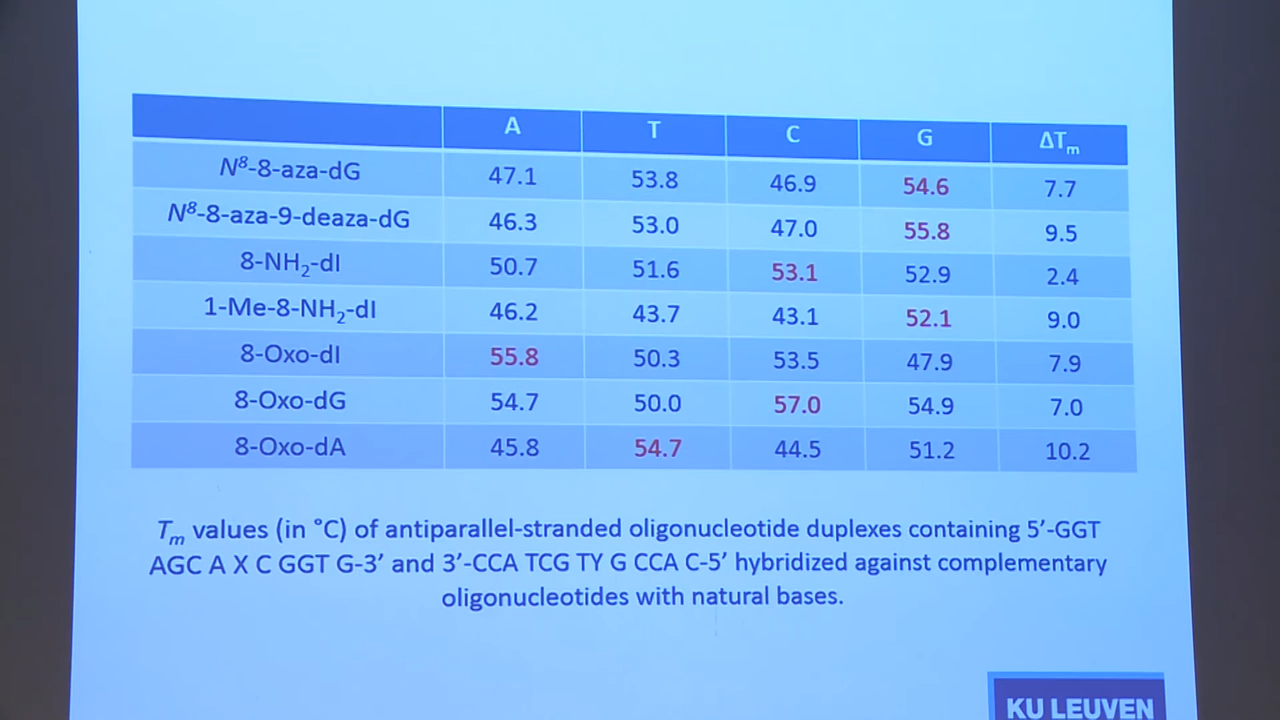 A T C G ΔTm
N8-8-aza-dG 47.1 53.8 46.9 54.6 7.7
N8-8-aza-9-deaza-dG 46.3 53.0 47.0 55.8 9.5
8-NH2-dI 50.7 51.6 53.1 52.9 2.4
1-Me-8-NH2-dI 46.2 43.7 43.1 52.1 9.0
8-Oxo-dI 55.8 50.3 53.5 47.9 7.9
8-Oxo-dG 54.7 50.0 57.0 54.9 7.0
8-Oxo-dA 45.8 54.7 44.5 51.2 10.2
Tm values (in °C) of antiparallel-stranded oligonucleotide duplexes containing 5′-GGT
AGC A X C GGT G-3′ and 3′-CCA TCG TY G CCA C-5′ hybridized against complementary
oligonucleotides with natural bases.
KU LEUVEN